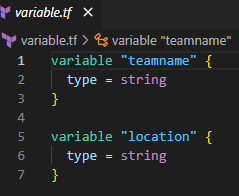 variable.tf
variable.tf > variable "teamname"
1 variable "teamname" {
2 type = string
3 }
4
5 variable "location" {
6 type = string
7 }